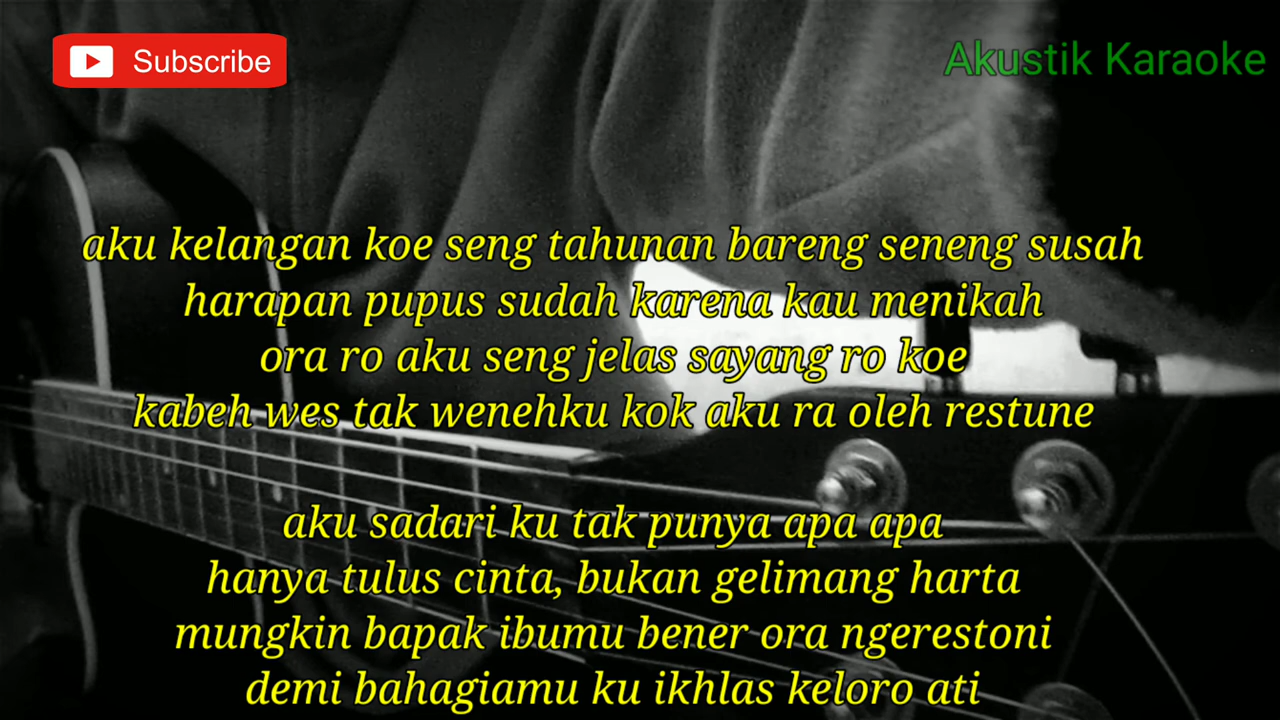 Subscribe
Akustik Karaoke
aku kelangan koe seng tahunan bareng seneng susah
harapan pupus sudah karena kau menikah
ora ro aku seng jelas sayang ro koe
kabeh wes tak wenehku kok aku ra oleh restune
aku sadari ku tak punya apa apa
hanya tulus cinta, bukan gelimang harta
mungkin bapak ibumu bener ora ngerestoni
demi bahagiamu ku ikhlas keloro ati